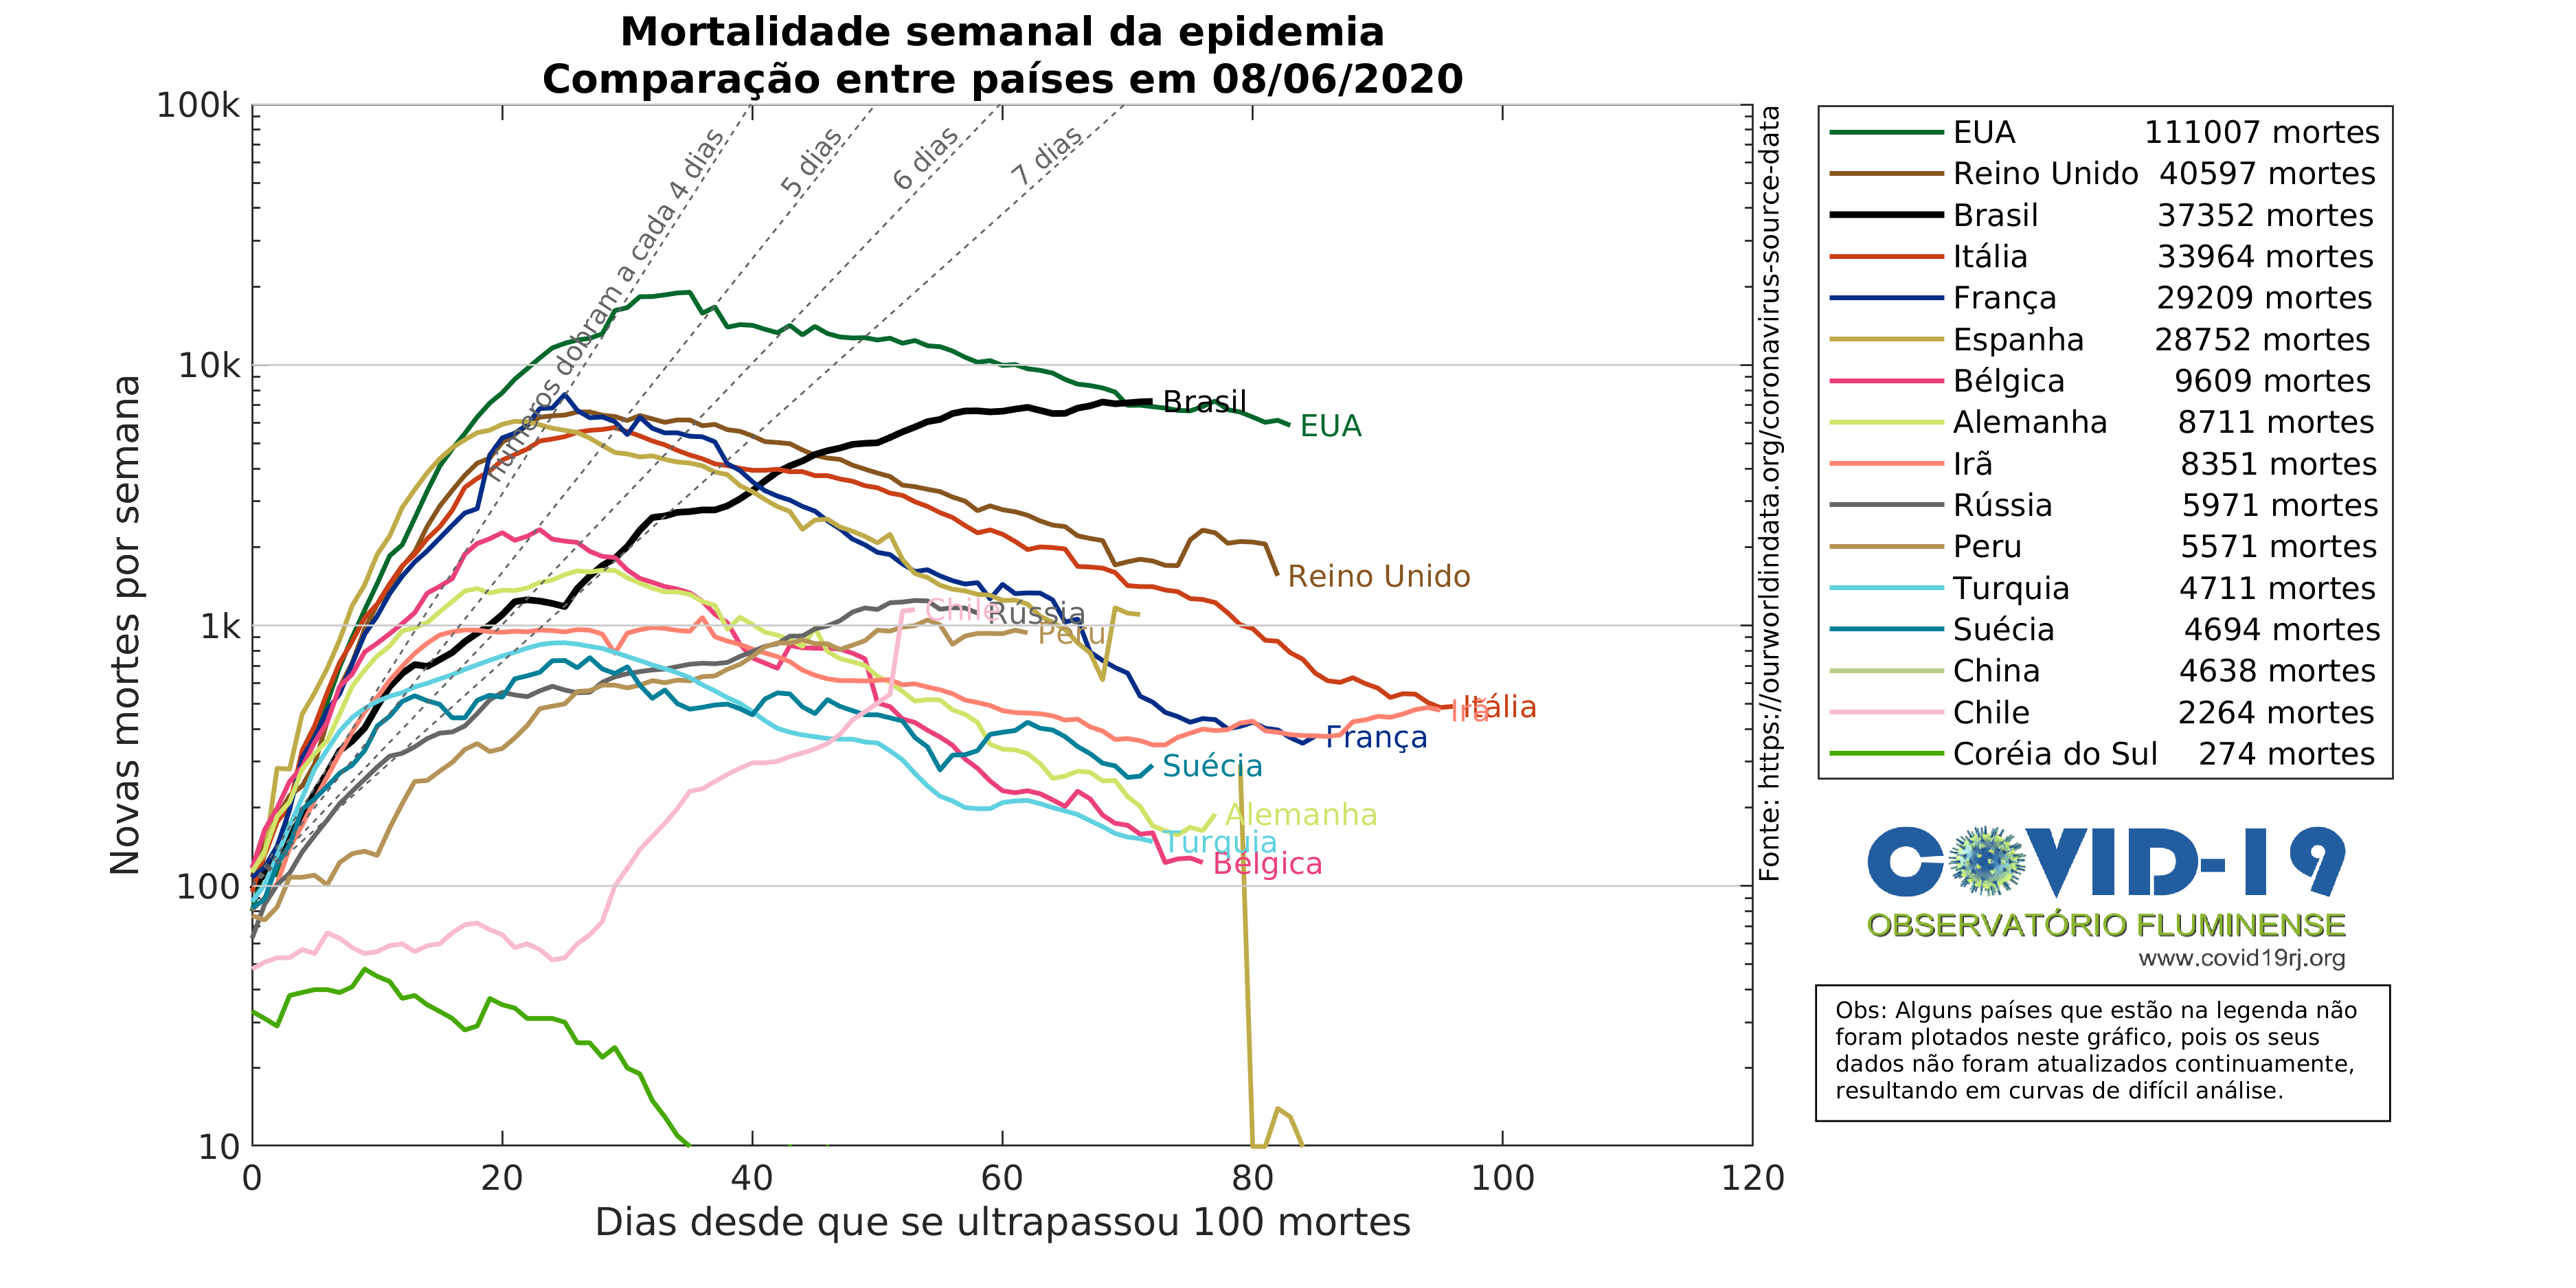 Mortalidade semanal da epidemia
Comparação entre países em 08/06/2020
Novas mortes por semana
100k
10k
1k
100
10
0 20 40 60 80 100 120
Dias desde que se ultrapassou 100 mortes
números dobram a cada 4 dias
5 dias
6 dias
7 dias
Brasil
EUA
Reino Unido
Chile
Rússia
Peru
Itália
Irã
França
Suécia
Alemanha
Turquia
Bélgica
Fonte: https://ourworldindata.org/coronavirus-source-data
EUA 111007 mortes
Reino Unido 40597 mortes
Brasil 37352 mortes
Itália 33964 mortes
França 29209 mortes
Espanha 28752 mortes
Bélgica 9609 mortes
Alemanha 8711 mortes
Irã 8351 mortes
Rússia 5971 mortes
Peru 5571 mortes
Turquia 4711 mortes
Suécia 4694 mortes
China 4638 mortes
Chile 2264 mortes
Coréia do Sul 274 mortes
COVID-19
OBSERVATÓRIO FLUMINENSE
www.covid19rj.org
Obs: Alguns países que estão na legenda não
foram plotados neste gráfico, pois os seus
dados não foram atualizados continuamente,
resultando em curvas de difícil análise.